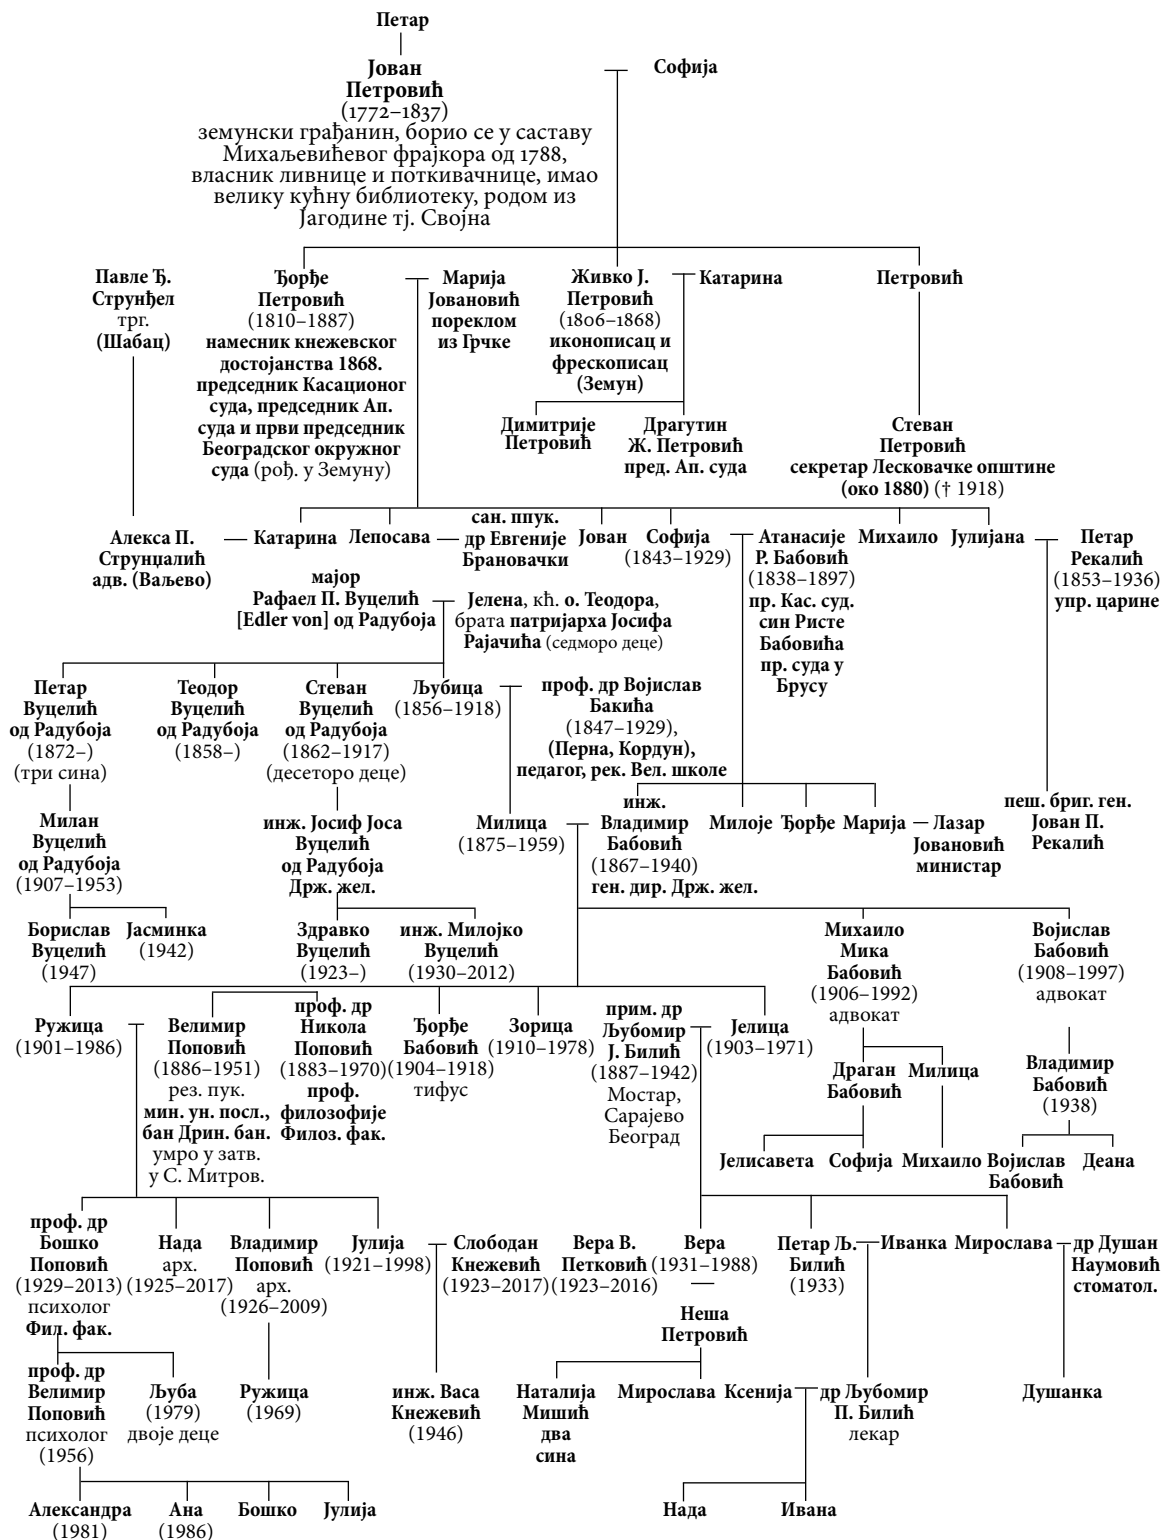 Петар
Јован
Петровић
(1772–1837)
земунски грађанин, борио се у саставу
Михаљевићевог фрајкора од 1788,
власник ливнице и поткивачнице, имао
велику кућну библиотеку, родом из
Јагодине тј. Својна
Софија
Павле Ђ.
Струнђел
трг.
(Шабац)
Ђорђе
Петровић
(1810–1887)
намесник кнежевског
достојанства 1868.
председник Касационог
суда, председник Ап.
суда и први председник
Београдског окружног
суда (рођ. у Земуну)
Марија
Јовановић
пореклом
из Грчке
Живко Ј.
Петровић
(1806–1868)
иконописац и
фрескописац
(Земун)
Катарина
Петровић
Димитрије
Петровић
Драгутин
Ж. Петровић
пред. Ап. суда
Стеван
Петровић
секретар Лесковачке општине
(око 1880) († 1918)
Алекса П.
Струнџалић
адв. (Ваљево)
Катарина
Лепосава
сан. ппук.
др Евгеније
Брановачки
Јован
Софија
(1843–1929)
Атанасије
Р. Бабовић
(1838–1897)
пр. Кас. суд.
син Ристе
Бабовића
пр. суда у
Брусу
Михаило
Јулијана
Петар
Рекалић
(1853–1936)
упр. царине
мајор
Рафаел П. Вуцелић
[Edler von] од Радубоја
Јелена, кћ. о. Теодора,
брата патријарха Јосифа
Рајачића (седморо деце)
Петар
Вуцелић
од Радубоја
(1872–)
(три сина)
Теодор
Вуцелић
од Радубоја
(1858–)
Стеван
Вуцелић
од Радубоја
(1862–1917)
(десеторо деце)
Љубица
(1856–1918)
проф. др Војислав
Бакића
(1847–1929),
(Перна, Кордун),
педагог, рек. Вел. школе
Милан
Вуцелић
од Радубоја
(1907–1953)
инж. Јосиф Јоса
Вуцелић
од Радубоја
Држ. жел.
Милица
(1875–1959)
инж.
Владимир
Бабовић
(1867–1940)
ген. дир. Држ. жел.
Милоје
Ђорђе
Марија
Лазар
Јовановић
министар
пеш. бриг. ген.
Јован П.
Рекалић
Борислав
Вуцелић
(1947)
Јасминка
(1942)
Здравко
Вуцелић
(1923–)
инж. Милојко
Вуцелић
(1930–2012)
Михаило
Мика
Бабовић
(1906–1992)
адвокат
Војислав
Бабовић
(1908–1997)
адвокат
Ружица
(1901–1986)
Велимир
Поповић
(1886–1951)
рез. пук.
мин. ун. посл.,
бан Дрин. бан.
умро у затв.
у С. Митров.
проф. др
Никола
Поповић
(1883–1970)
проф.
филозофије
Филоз. фак.
Ђорђе
Бабовић
(1904–1918)
тифус
Зорица
(1910–1978)
прим. др
Љубомир
Ј. Билић
(1887–1942)
Мостар,
Сарајево
Београд
Јелица
(1903–1971)
Драган
Бабовић
Милица
Владимир
Бабовић
(1938)
Јелисавета
Софија
Михаило
Војислав
Бабовић
Деана
проф. др
Бошко
Поповић
(1929–2013)
психолог
Фил. фак.
Нада
арх.
(1925–2017)
Владимир
Поповић
арх.
(1926–2009)
Јулија
(1921–1998)
Слободан
Кнежевић
(1923–2017)
Вера В.
Петковић
(1923–2016)
Вера
(1931–1988)
Неша
Петровић
Петар Љ.
Билић
(1933)
Иванка
Мирослава
др Душан
Наумовић
стоматол.
проф. др
Велимир
Поповић
психолог
(1956)
Љуба
(1979)
двоје деце
Ружица
(1969)
инж. Васа
Кнежевић
(1946)
Наталија
Мишић
два
сина
Мирослава
Ксенија
др Љубомир
П. Билић
лекар
Душанка
Александра
(1981)
Ана
(1986)
Бошко
Јулија
Нада
Ивана